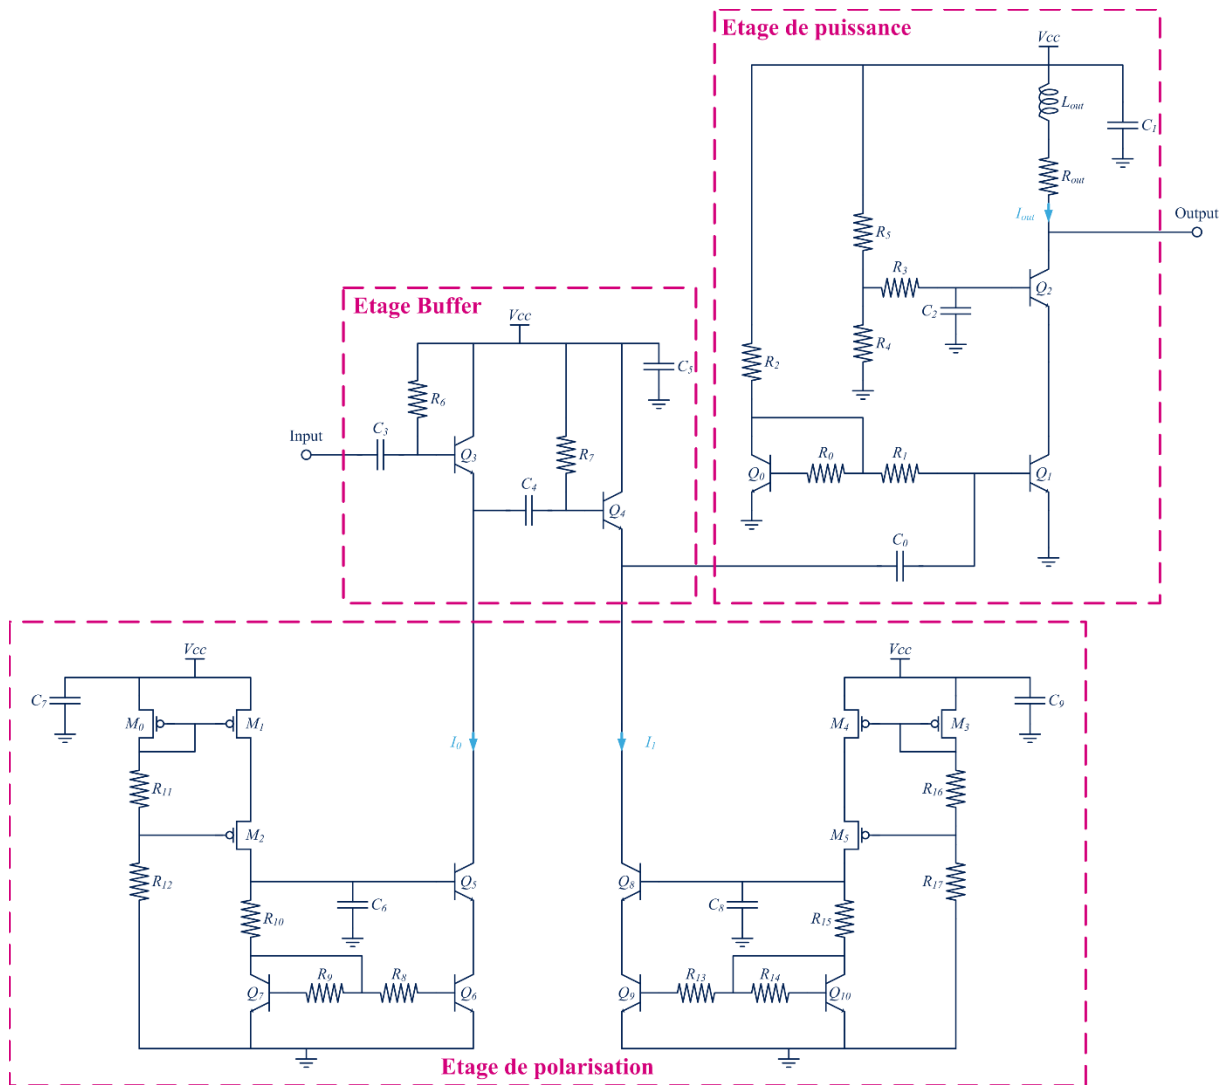 Etage de puissance
Vcc
Lout
C1
Rout
Iout
Output
R5
R3
Q2
C2
R4
R2
Etage Buffer
Vcc
C5
R6
Input
C3
Q3
R7
C4
Q4
Q0
R0
R1
Q1
C0
Vcc
C7
M0
M1
R11
M2
R12
C6
Q5
R10
R9
R8
Q7
Q6
I0
I1
Vcc
M4
M3
C9
R16
M5
Q8
C8
R15
R17
R13
R14
Q9
Q10
Etage de polarisation